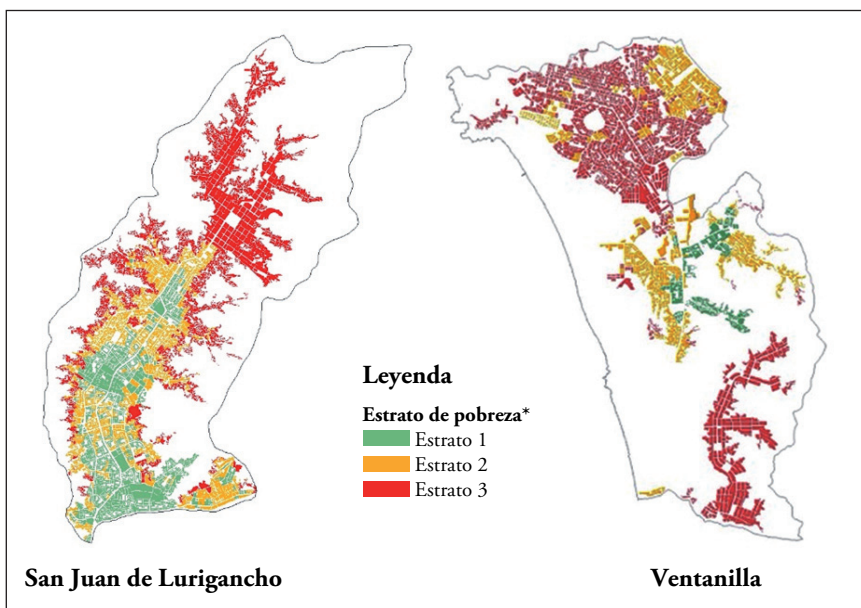 Leyenda
Estrato de pobreza*
Estrato 1
Estrato 2
Estrato 3
San Juan de Lurigancho
Ventanilla